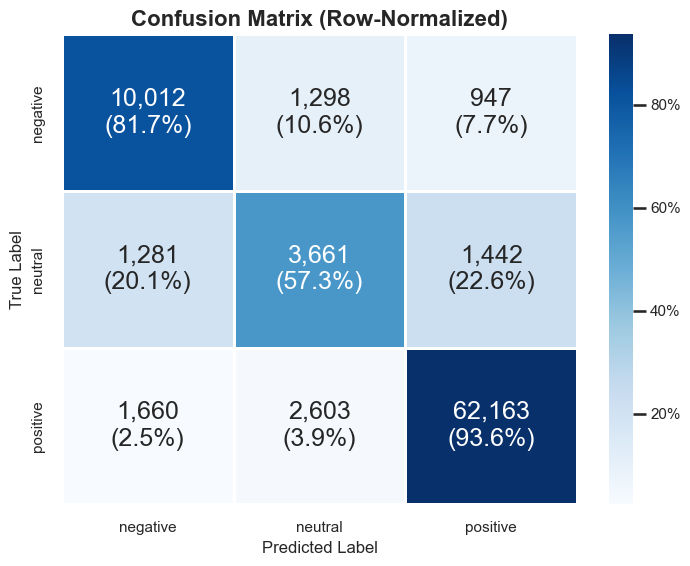 Confusion Matrix (Row-Normalized)
True Label
negative
10,012
(81.7%)
1,298
(10.6%)
947
(7.7%)
neutral
1,281
(20.1%)
3,661
(57.3%)
1,442
(22.6%)
positive
1,660
(2.5%)
2,603
(3.9%)
62,163
(93.6%)
negative
neutral
positive
Predicted Label
80%
60%
40%
20%